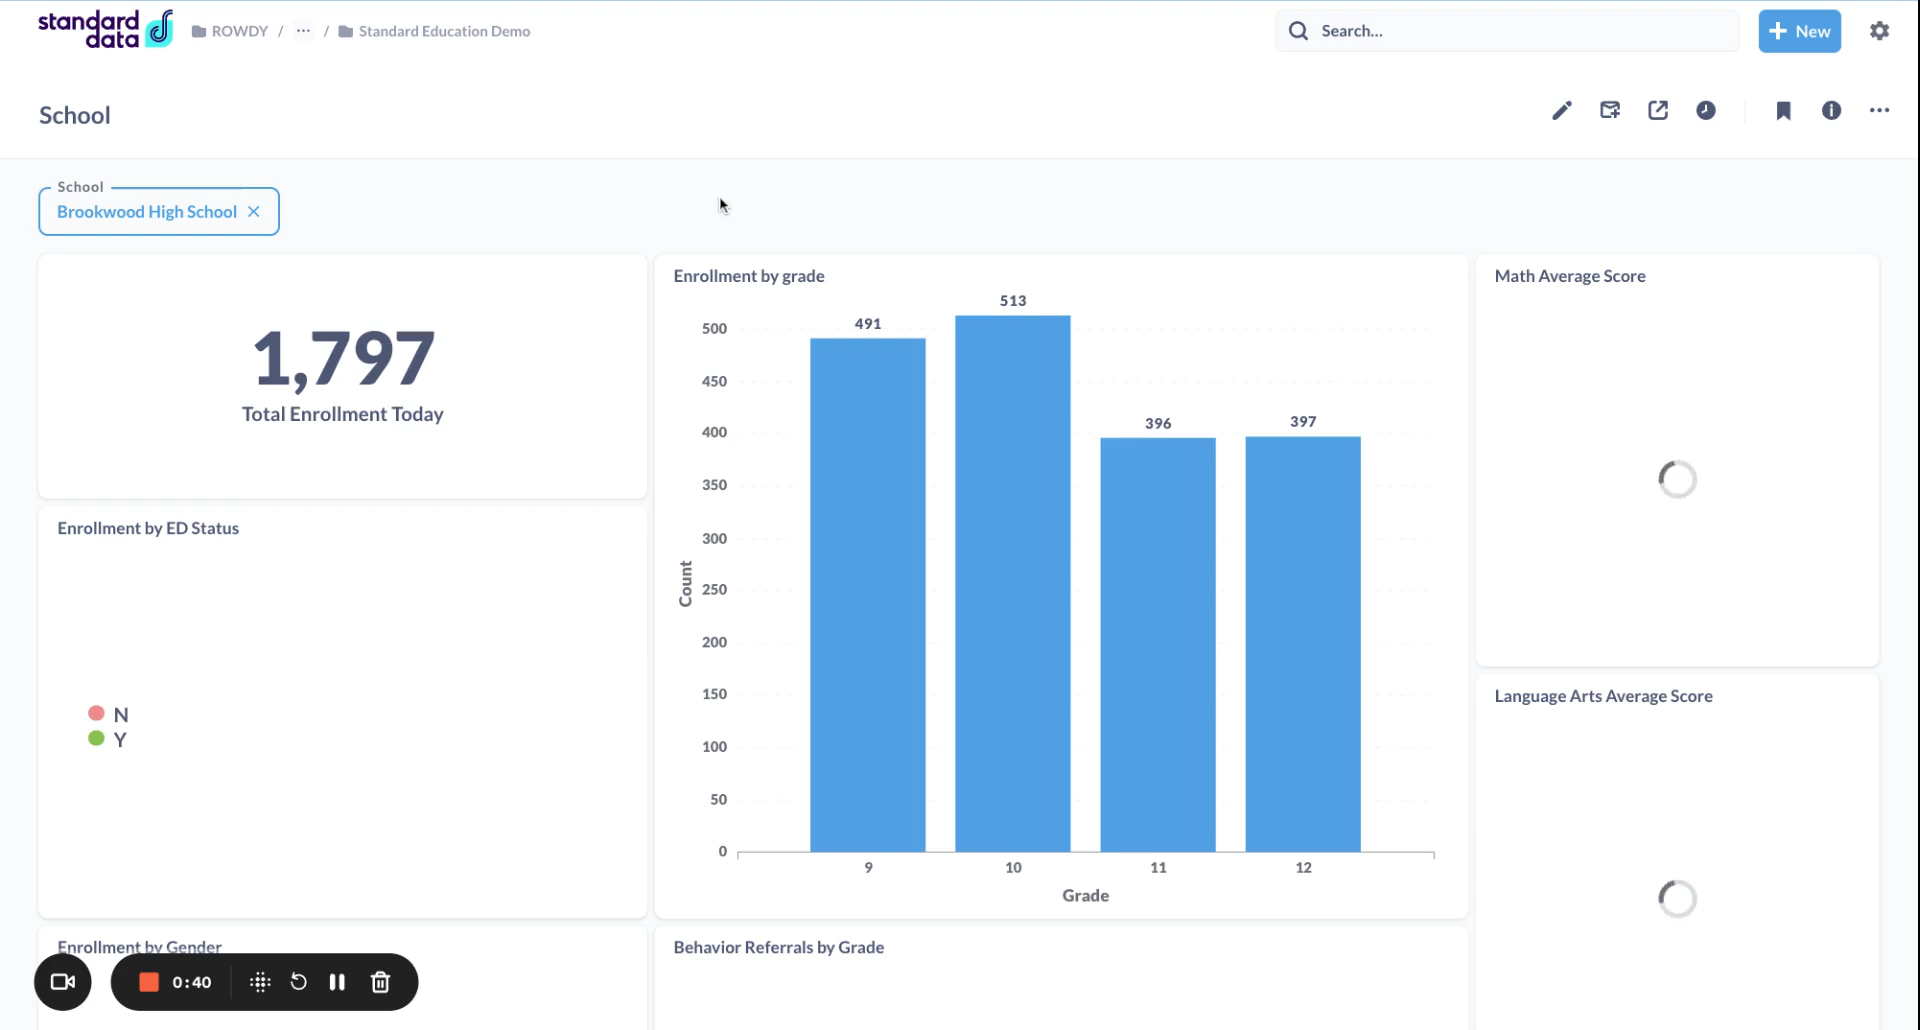 standard
data
ROWDY / ... / Standard Education Demo
Search...
+ New
School
School
Brookwood High School
1,797
Total Enrollment Today
Enrollment by grade
Count
500
450
400
350
300
250
200
150
100
50
0
491
513
396
397
9
10
11
12
Grade
Math Average Score
Enrollment by ED Status
N
Y
Language Arts Average Score
Enrollment by Gender
Behavior Referrals by Grade
0:40